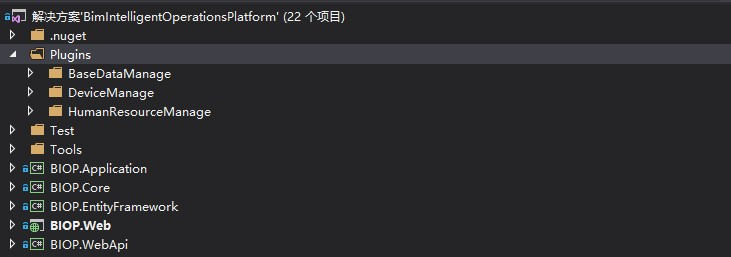 解决方案'BimIntelligentOperationsPlatform' (22 个项目)
.nuget
Plugins
BaseDataManage
DeviceManage
HumanResourceManage
Test
Tools
C# BIOP.Application
C# BIOP.Core
C# BIOP.EntityFramework
BIOP.Web
C# BIOP.WebApi